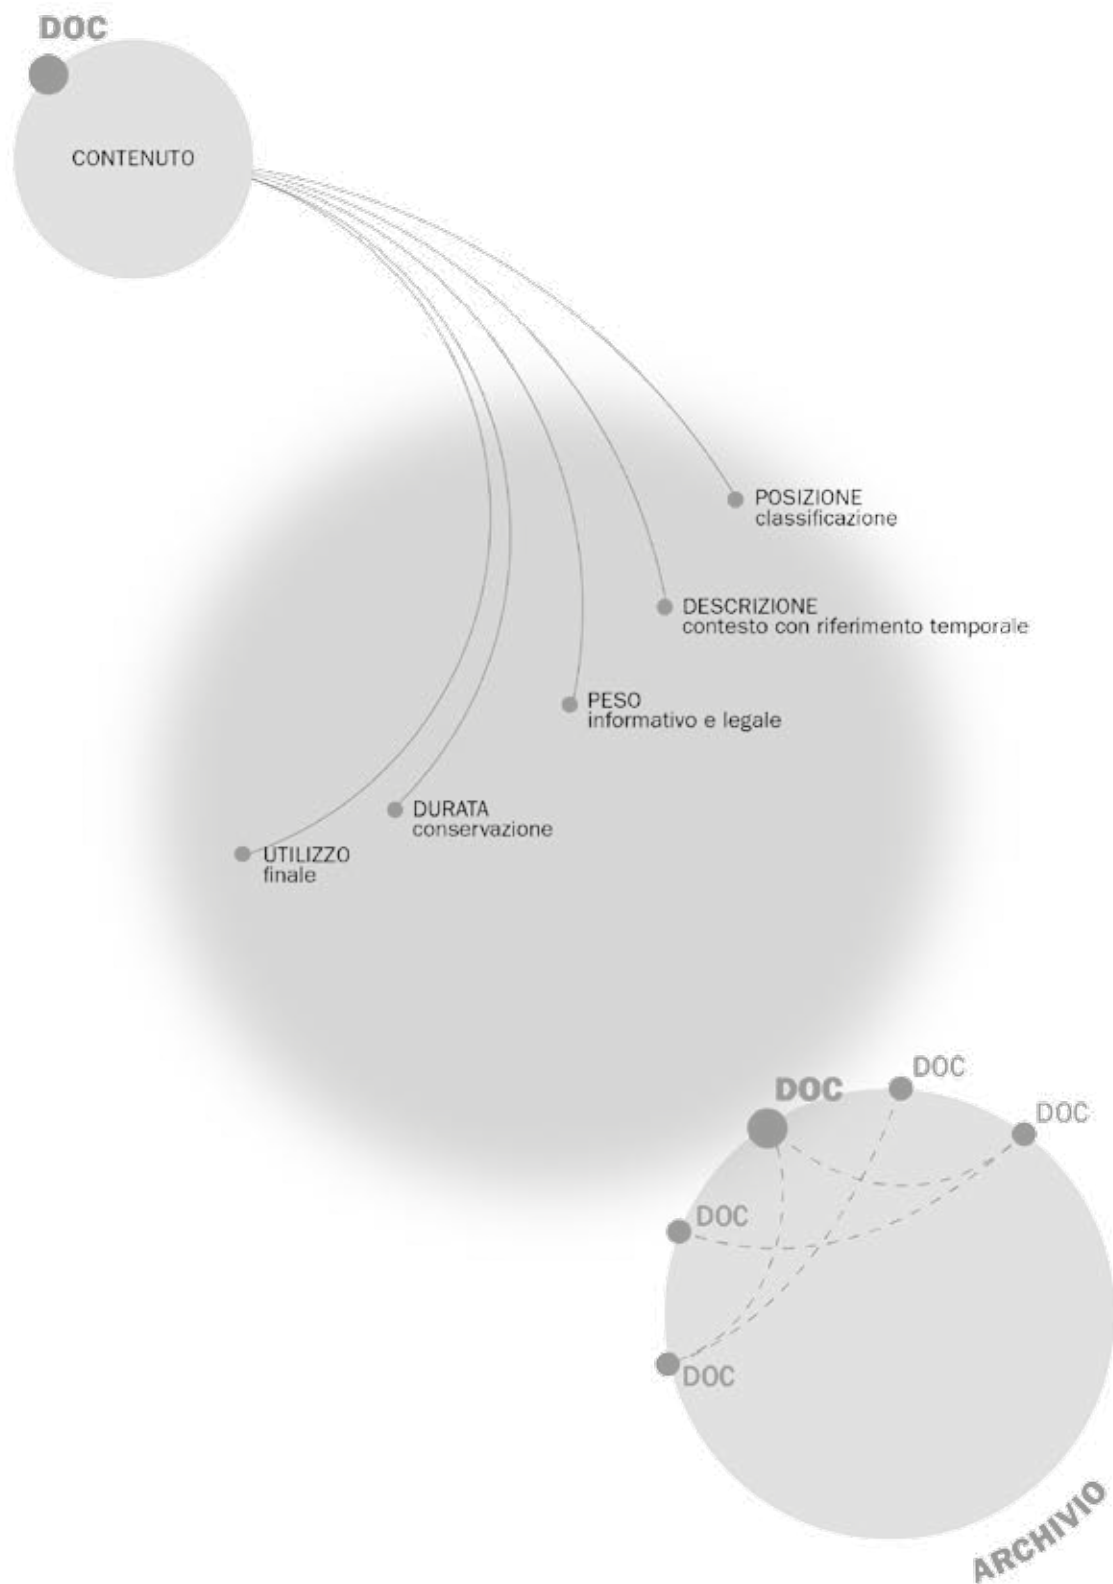 DOC
CONTENUTO
POSIZIONE
classificazione
DESCRIZIONE
contesto con riferimento temporale
PESO
informativo e legale
DURATA
conservazione
UTILIZZO
finale
DOC
DOC
DOC
DOC
DOC
ARCHIVIO